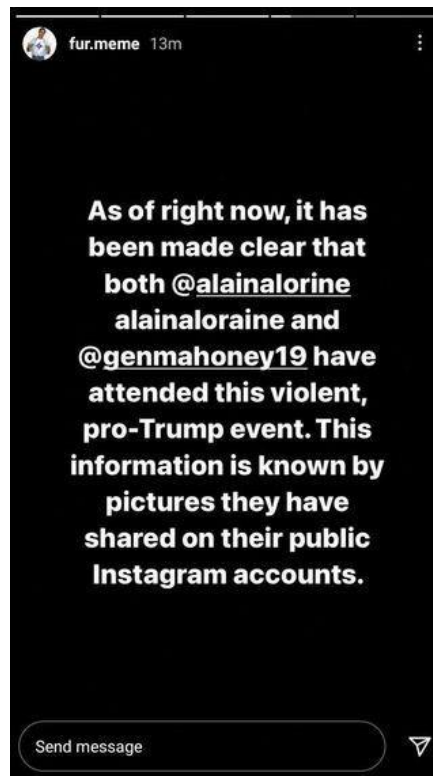 fur.meme 13m
As of right now, it has
been made clear that
both @alainalorine
alainaloraine and
@genmahoney19 have
attended this violent,
pro-Trump event. This
information is known by
pictures they have
shared on their public
Instagram accounts.
Send message